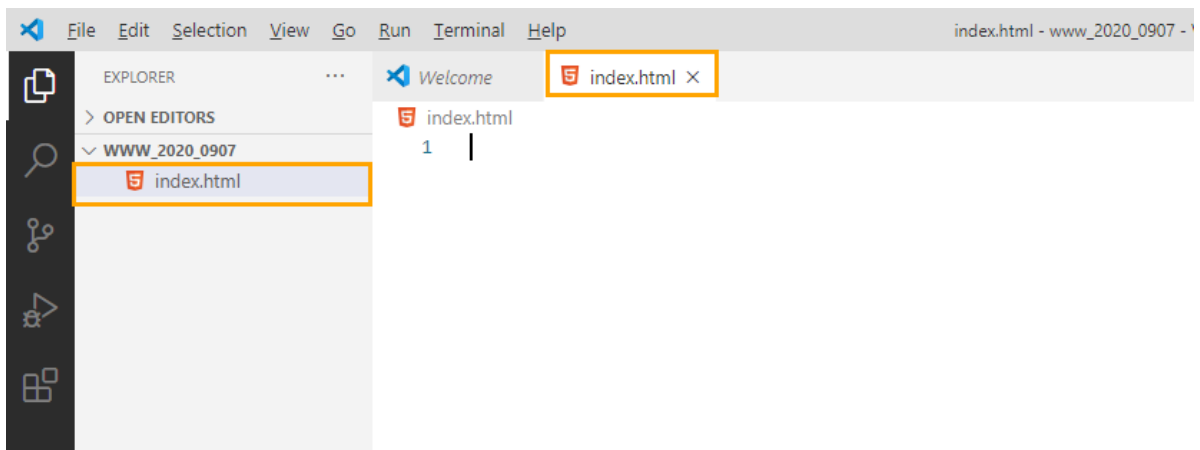 File Edit Selection View Go Run Terminal Help index.html - www_2020_0907 -
EXPLORER ··· Welcome index.html ×
> OPEN EDITORS
index.html
WWW_2020_0907
1
index.html